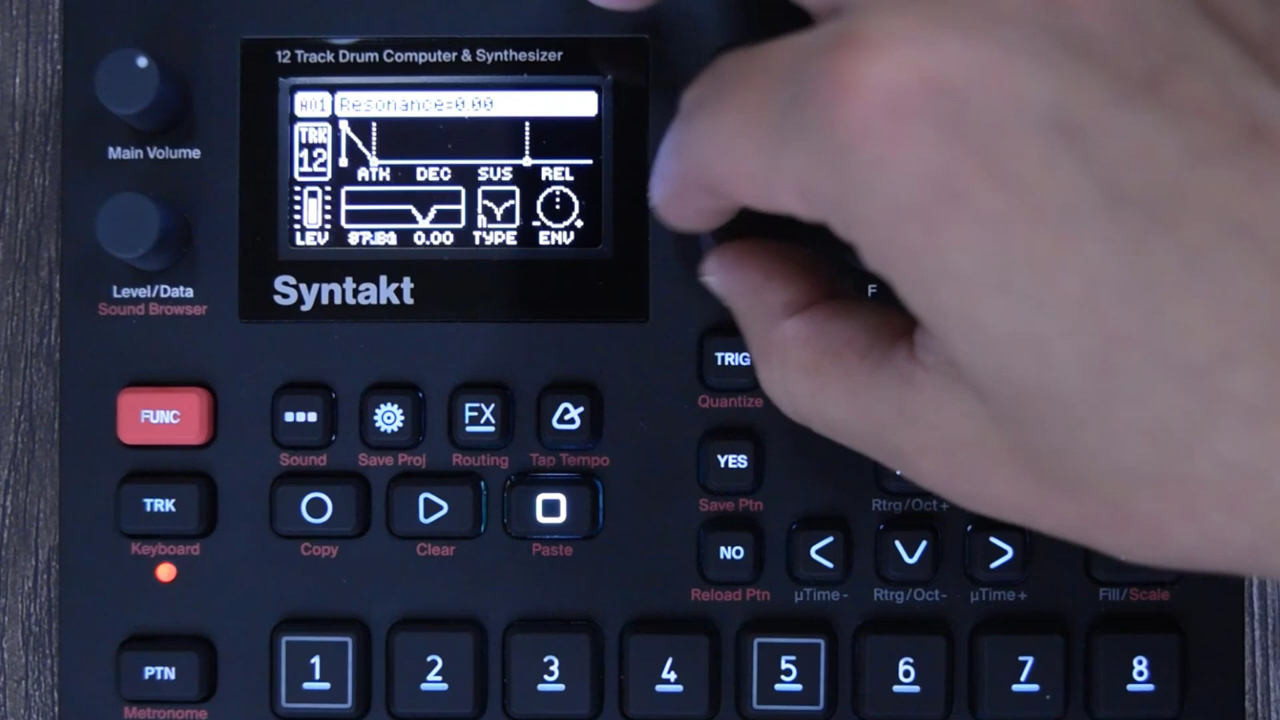 12 Track Drum Computer & Synthesizer
A01 Resonance=0.00
TRK
12
ATK DEC SUS REL
LEV 0.00 TYPE ENV
Main Volume
Level/Data
Sound Browser
Syntakt
F
FUNC
FX
TRIG
Quantize
Sound Save Proj Routing Tap Tempo
YES
Save Ptn
Rtrg/Oct+
TRK
Keyboard
Copy Clear Paste
NO
Reload Ptn µTime- Rtrg/Oct- µTime+ Fill/Scale
PTN
Metronome
1 2 3 4 5 6 7 8